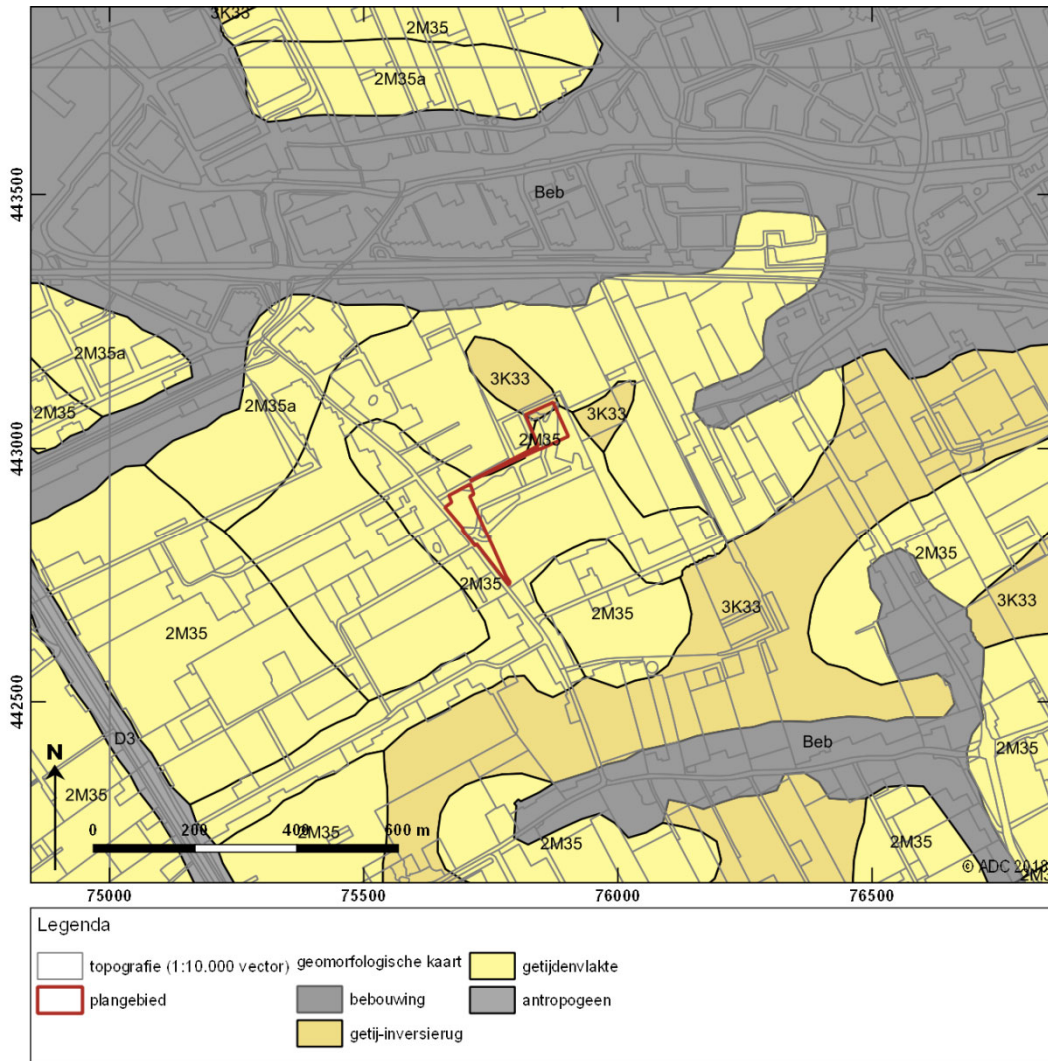 3K33
2M35
2M35a
443500
Beb
2M35a
2M35
2M35a
3K33
3K33
2M35
443000
2M35
2M35
2M35
2M35
3K33
3K33
442500
D3
Beb
2M35
N
2M35
0 200 400 600 m
2M35
2M35
2M35
© ADC 2018
75000 75500 76000 76500
Legenda
topografie (1:10.000 vector) geomorfologische kaart getijdenvlakte
plangebied bebouwing antropogeen
getij-inversierug